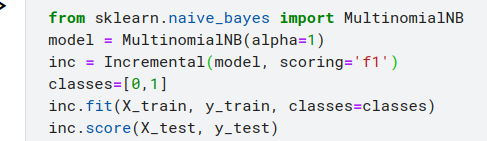 from sklearn.naive_bayes import MultinomialNB
model = MultinomialNB(alpha=1)
inc = Incremental(model, scoring='f1')
classes=[0,1]
inc.fit(X_train, y_train, classes=classes)
inc.score(X_test, y_test)